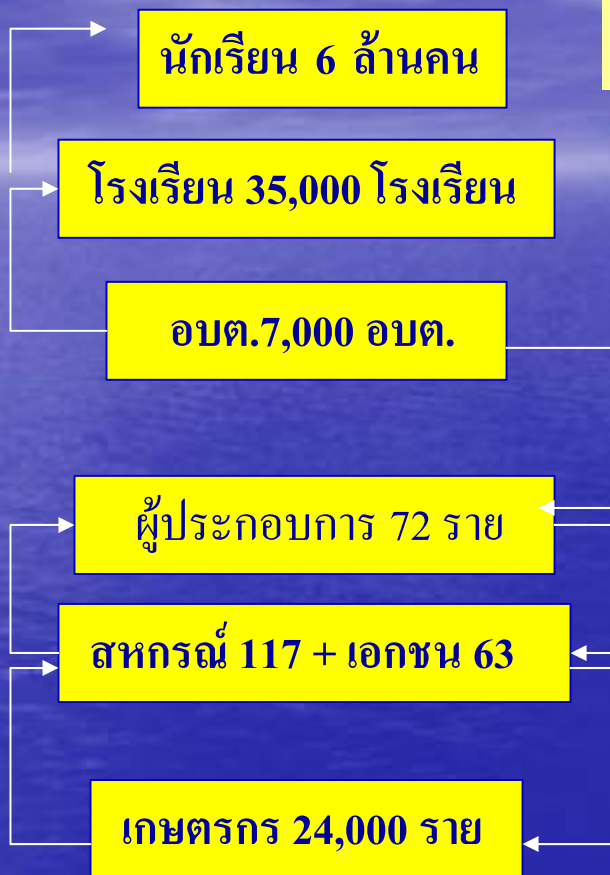 นักเรียน 6 ล้านคน
โรงเรียน 35,000 โรงเรียน
อบต.7,000 อบต.
ผู้ประกอบการ 72 ราย
สหกรณ์ 117 + เอกชน 63
เกษตรกร 24,000 ราย